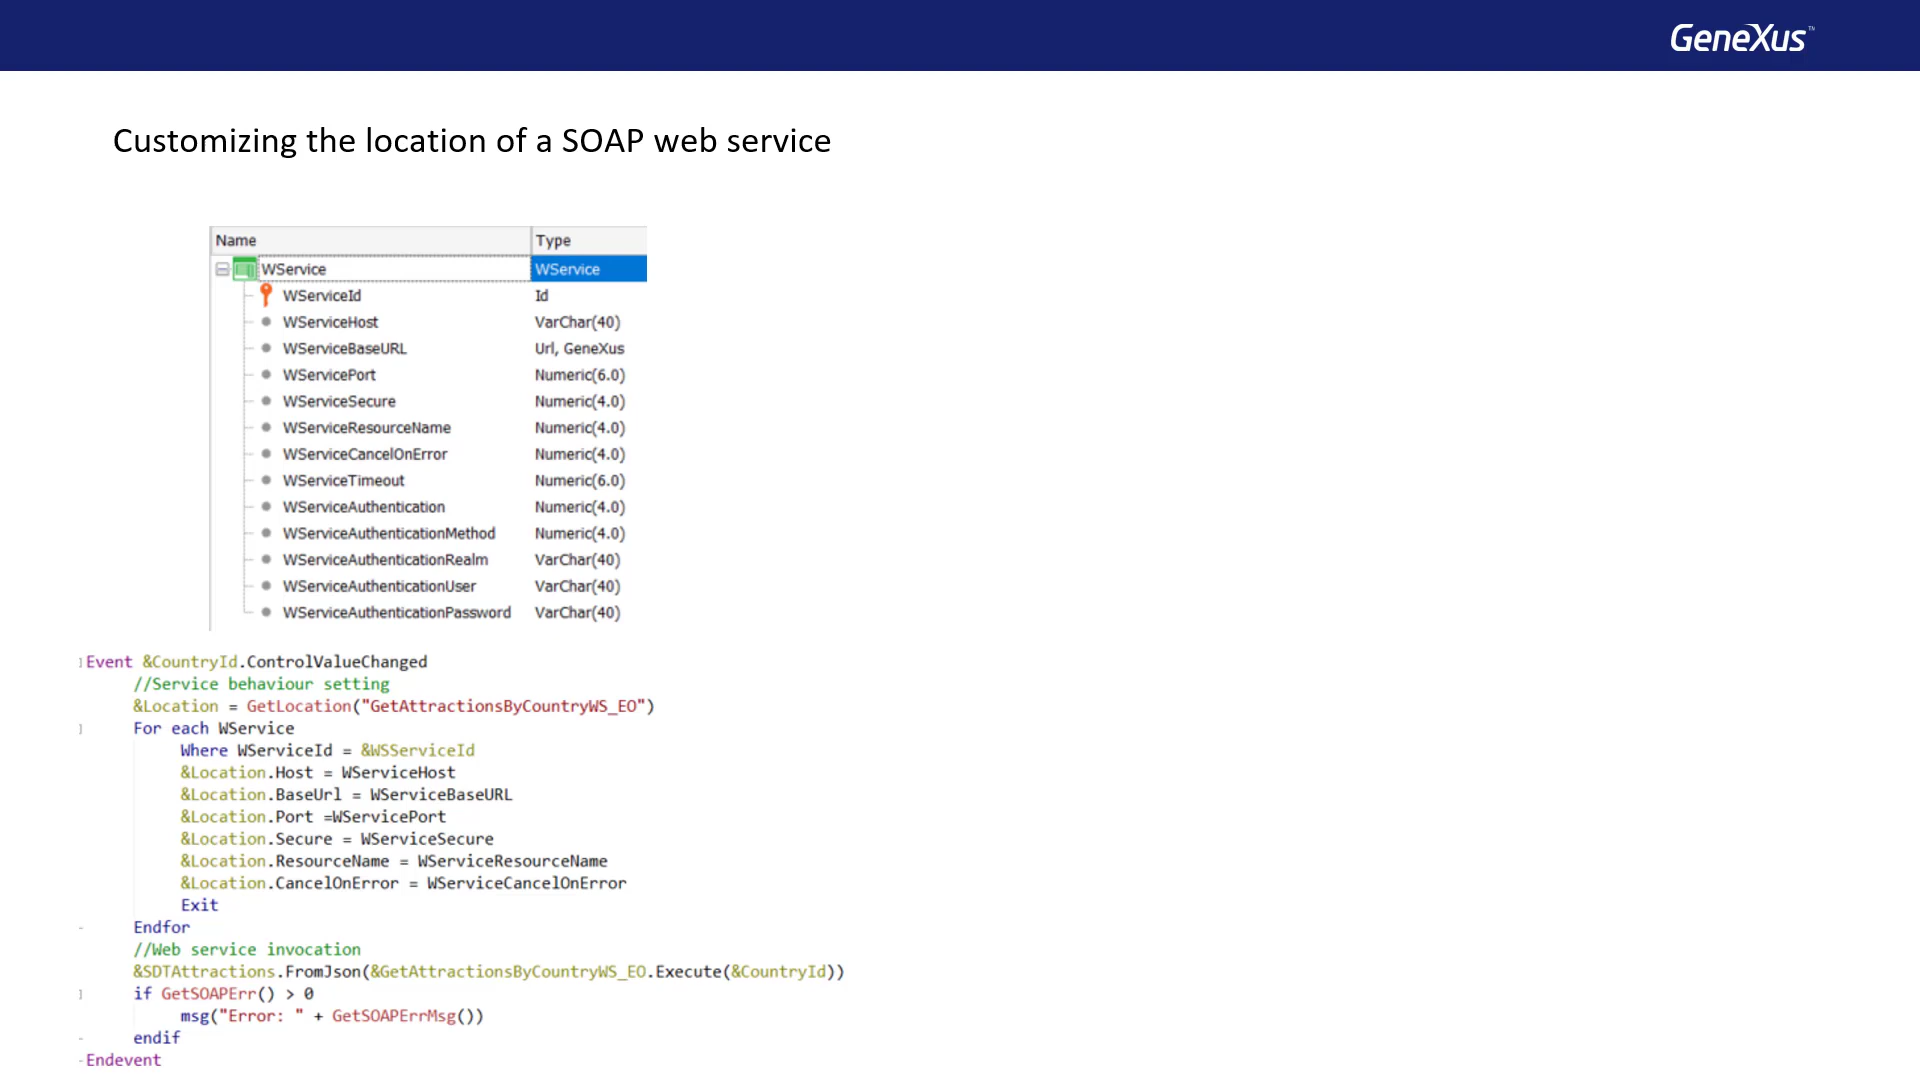 GeneXus™
Customizing the location of a SOAP web service
Name Type
WService WService
WServiceId Id
WServiceHost VarChar(40)
WServiceBaseURL Url, GeneXus
WServicePort Numeric(6.0)
WServiceSecure Numeric(4.0)
WServiceResourceName Numeric(4.0)
WServiceCancelOnError Numeric(4.0)
WServiceTimeout Numeric(6.0)
WServiceAuthentication Numeric(4.0)
WServiceAuthenticationMethod Numeric(4.0)
WServiceAuthenticationRealm VarChar(40)
WServiceAuthenticationUser VarChar(40)
WServiceAuthenticationPassword VarChar(40)
Event &CountryId.ControlValueChanged
//Service behaviour setting
&Location = GetLocation("GetAttractionsByCountryWS_EO")
For each WService
Where WServiceId = &WSServiceId
&Location.Host = WServiceHost
&Location.BaseUrl = WServiceBaseURL
&Location.Port =WServicePort
&Location.Secure = WServiceSecure
&Location.ResourceName = WServiceResourceName
&Location.CancelOnError = WServiceCancelOnError
Exit
Endfor
//Web service invocation
&SDTAttractions.FromJson(&GetAttractionsByCountryWS_EO.Execute(&CountryId))
if GetSOAPErr() > 0
msg("Error: " + GetSOAPErrMsg())
endif
Endevent